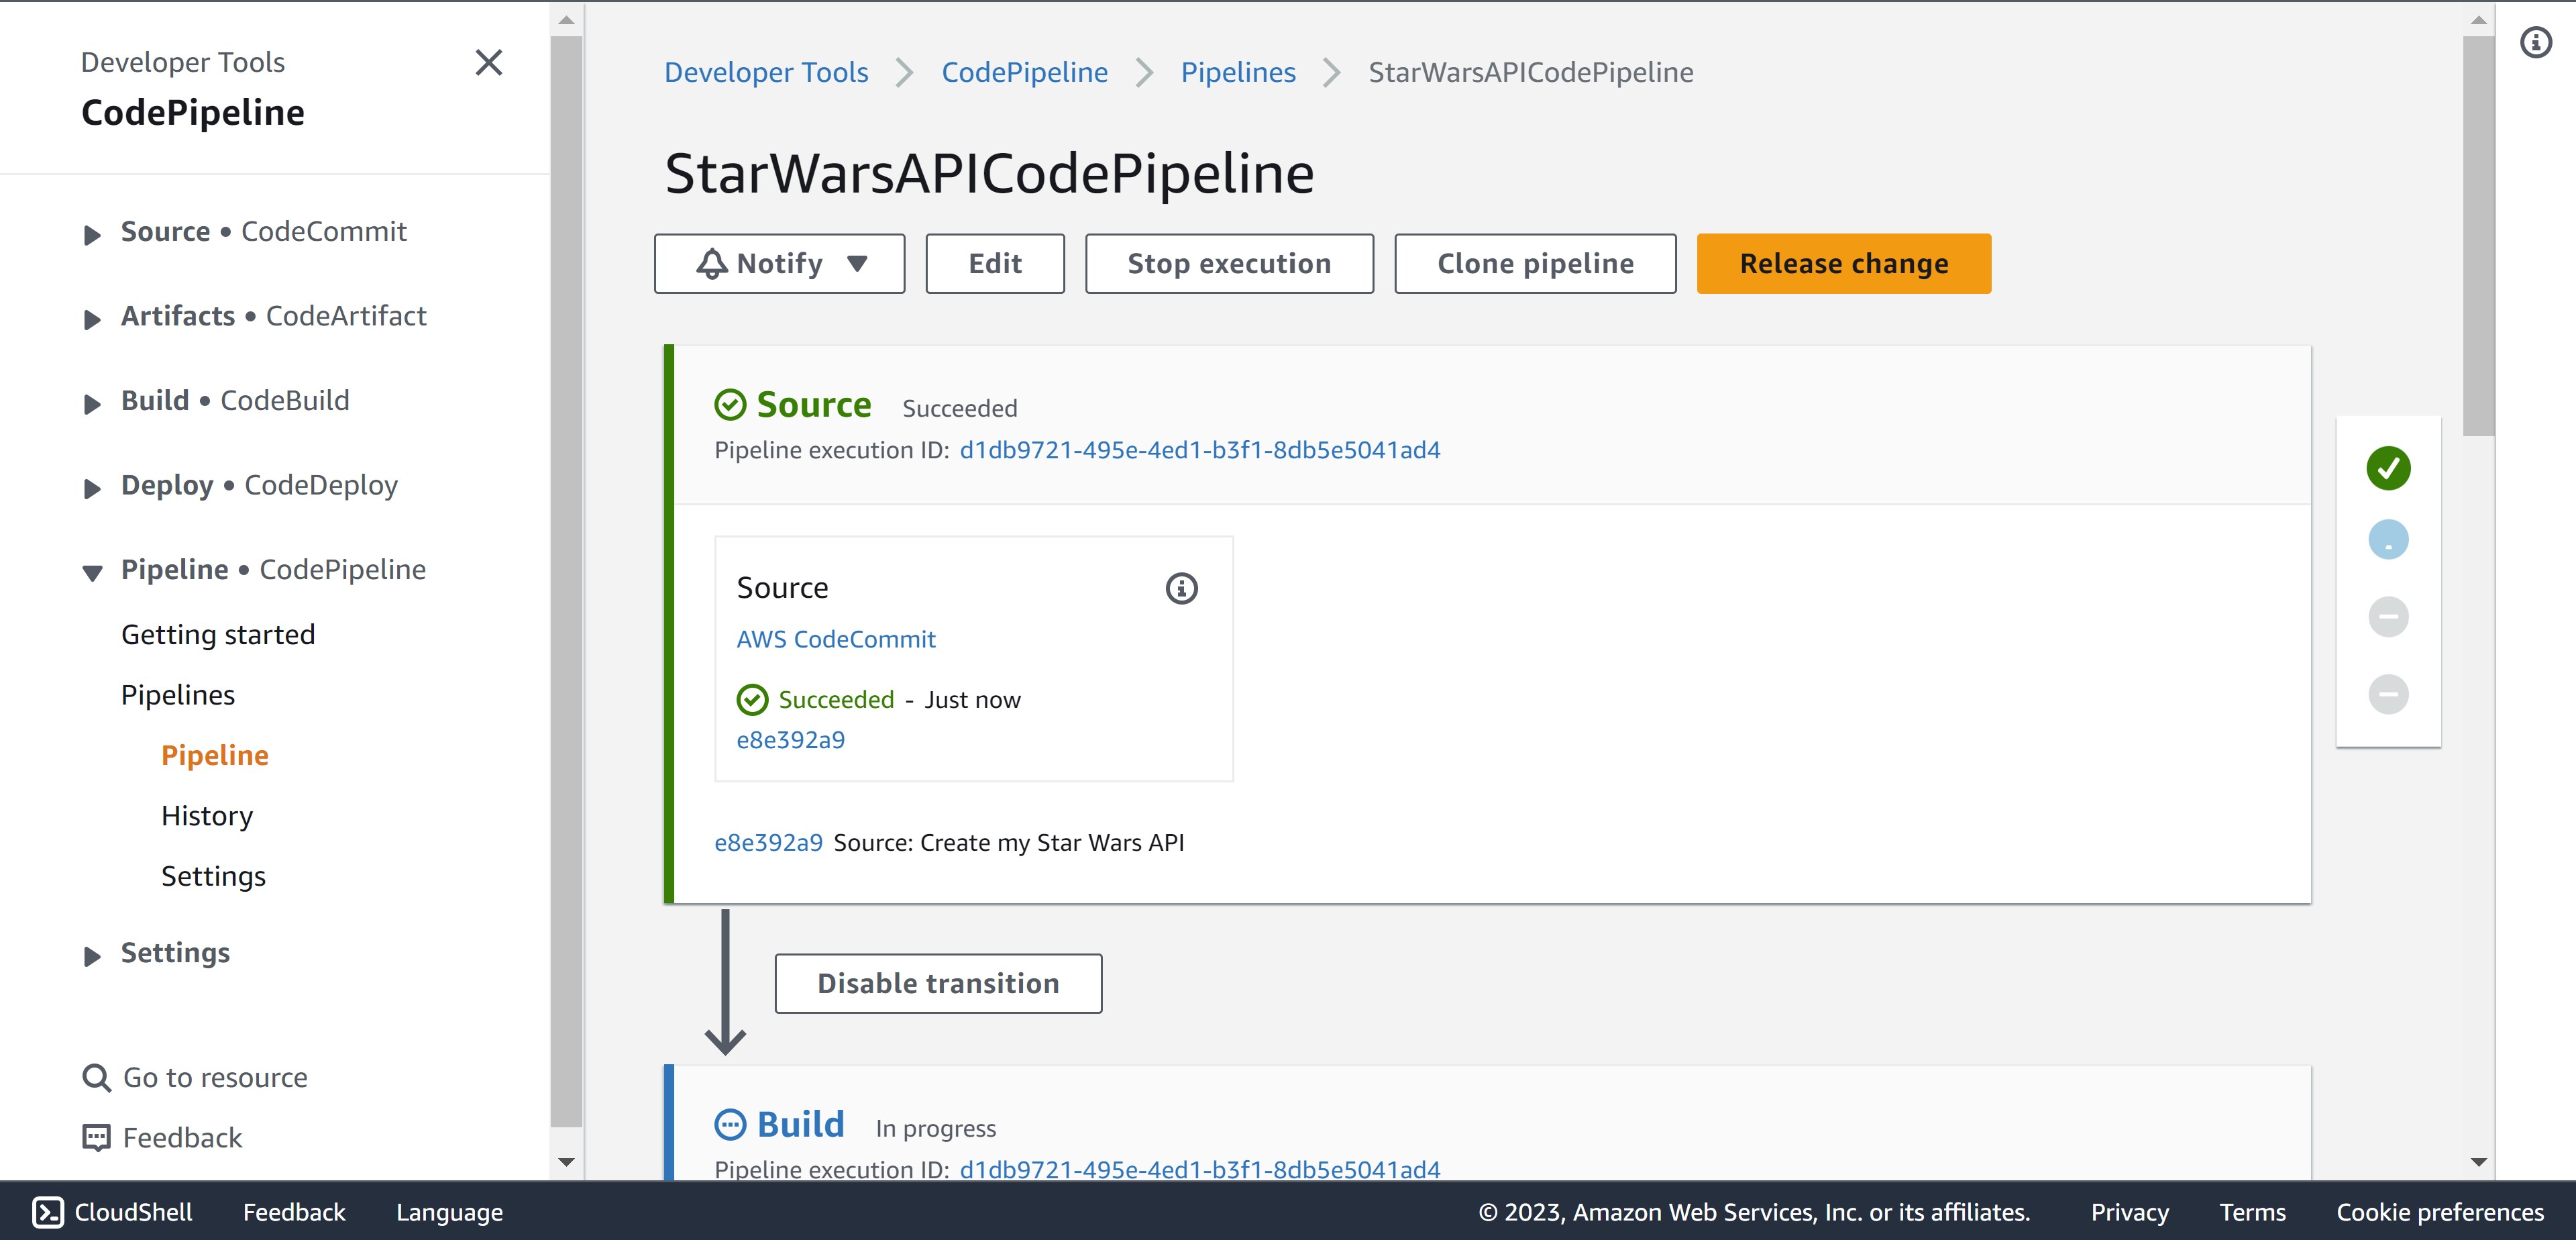 Developer Tools
CodePipeline
Source • CodeCommit
Artifacts • CodeArtifact
Build • CodeBuild
Deploy • CodeDeploy
Pipeline • CodePipeline
Getting started
Pipelines
Pipeline
History
Settings
Settings
Go to resource
Feedback
Developer Tools > CodePipeline > Pipelines > StarWarsAPICodePipeline
StarWarsAPICodePipeline
Notify Edit Stop execution Clone pipeline Release change
Source Succeeded
Pipeline execution ID: d1db9721-495e-4ed1-b3f1-8db5e5041ad4
Source
AWS CodeCommit
Succeeded - Just now
e8e392a9
e8e392a9 Source: Create my Star Wars API
Disable transition
Build In progress
Pipeline execution ID: d1db9721-495e-4ed1-b3f1-8db5e5041ad4
CloudShell Feedback Language © 2023, Amazon Web Services, Inc. or its affiliates. Privacy Terms Cookie preferences